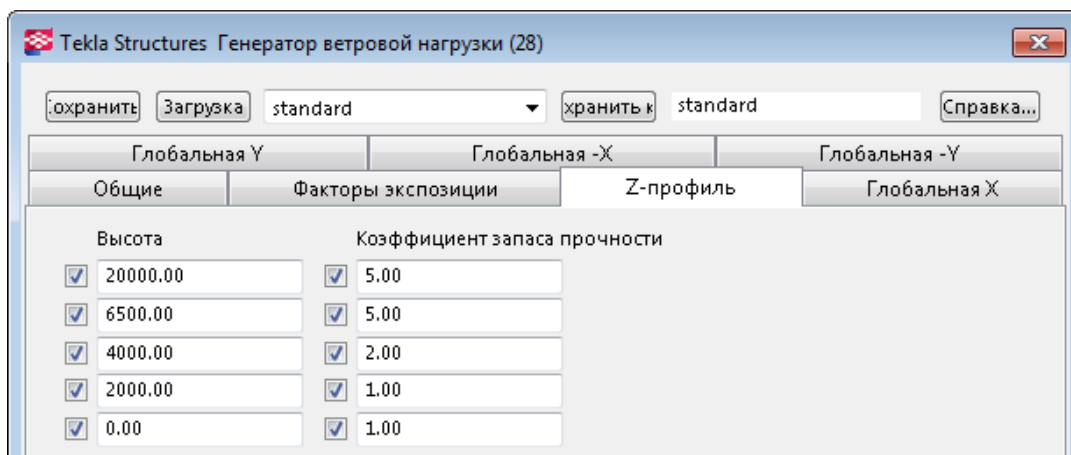 Tekla Structures Генератор ветровой нагрузки (28)
охранить Загрузка standard хранить к standard Справка...
Глобальная Y Глобальная -X Глобальная -Y
Общие Факторы экспозиции Z-профиль Глобальная X
Высота Коэффициент запаса прочности
20000.00 5.00
6500.00 5.00
4000.00 2.00
2000.00 1.00
0.00 1.00